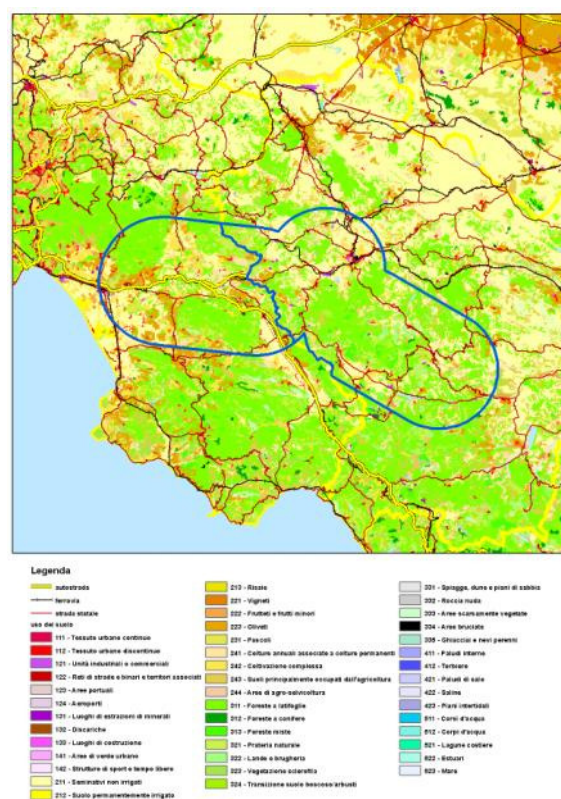 Legenda
autostrada
ferrovia
strada statale
uso del suolo
111 - Tessuto urbano continuo
112 - Tessuto urbano discontinuo
121 - Unità industriali o commerciali
122 - Reti di strade e binari e territori associati
123 - Aree portuali
124 - Aeroporti
131 - Luoghi di estrazioni di minerali
132 - Discariche
133 - Luoghi di costruzione
141 - Aree di verde urbano
142 - Strutture di sport e tempo libero
211 - Seminativi non irrigati
212 - Suolo permanentemente irrigato
213 - Risaie
221 - Vigneti
222 - Frutteti e frutti minori
223 - Oliveti
231 - Pascoli
241 - Colture annuali associate a colture permanenti
242 - Coltivazione complessa
243 - Suoli principalmente occupati dall'agricoltura
244 - Aree di agro-selvicoltura
311 - Foreste a latifoglie
312 - Foreste a conifere
313 - Foreste miste
321 - Prateria naturale
322 - Lande e brugheria
323 - Vegetazione sclerofila
324 - Transizione suolo boscoso/arbusti
331 - Spiagge, dune e piani di sabbia
332 - Roccia nuda
333 - Aree scarsamente vegetate
334 - Aree bruciate
335 - Ghiacciai e nevi perenni
411 - Paludi interne
412 - Torbiere
421 - Paludi di sale
422 - Saline
423 - Piani intertidali
511 - Corsi d'acqua
512 - Corpi d'acqua
521 - Lagune costiere
522 - Estuari
523 - Mare